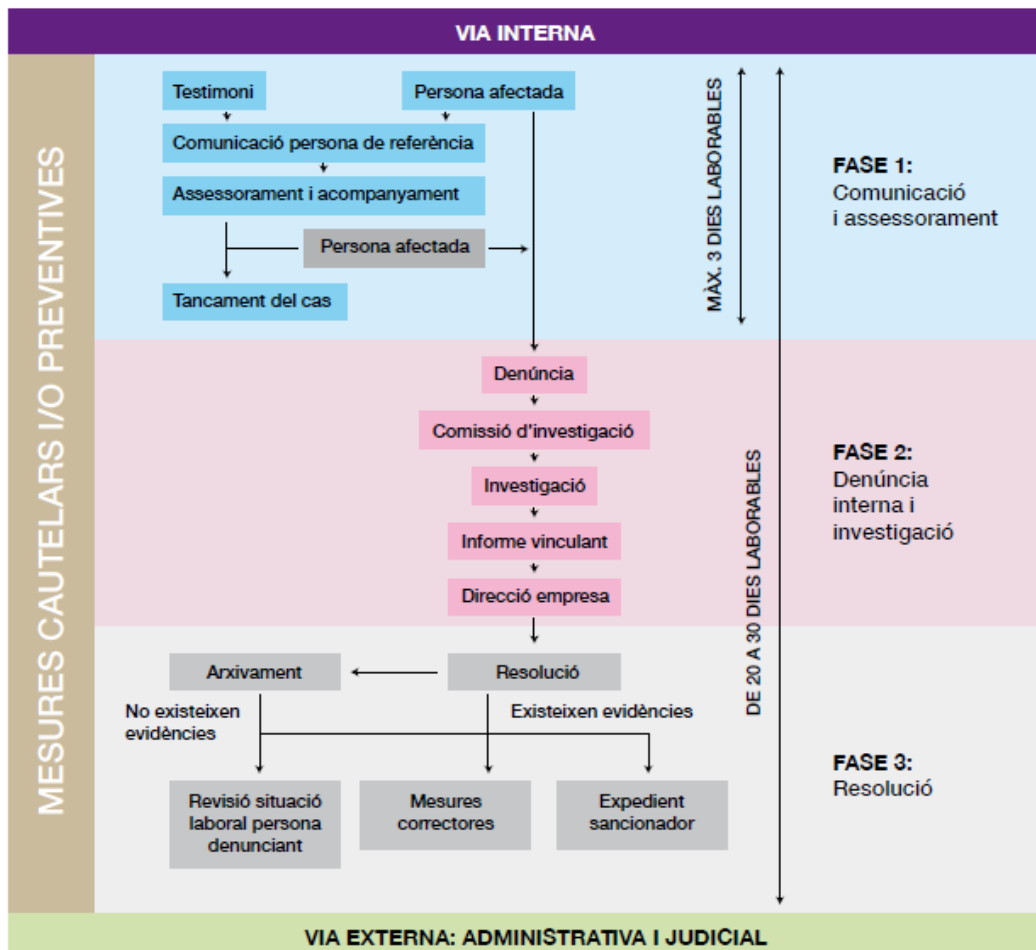 VIA INTERNA
MESURES CAUTELARS I/O PREVENTIVES
Testimoni
Persona afectada
Comunicació persona de referència
Assessorament i acompanyament
Persona afectada
Tancament del cas
MÀX. 3 DIES LABORABLES
FASE 1:
Comunicació
i assessorament
Denúncia
Comissió d'investigació
Investigació
Informe vinculant
Direcció empresa
DE 20 A 30 DIES LABORABLES
FASE 2:
Denúncia
interna i
investigació
Arxivament
Resolució
No existeixen
evidències
Existeixen evidències
Revisió situació
laboral persona
denunciant
Mesures
correctores
Expedient
sancionador
FASE 3:
Resolució
VIA EXTERNA: ADMINISTRATIVA I JUDICIAL